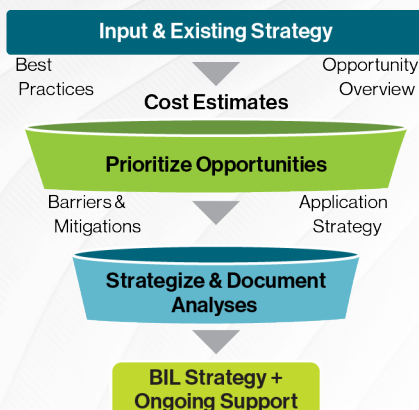 Input & Existing Strategy
Best
Practices
Opportunity
Overview
Cost Estimates
Prioritize Opportunities
Barriers &
Mitigations
Application
Strategy
Strategize & Document
Analyses
BIL Strategy +
Ongoing Support